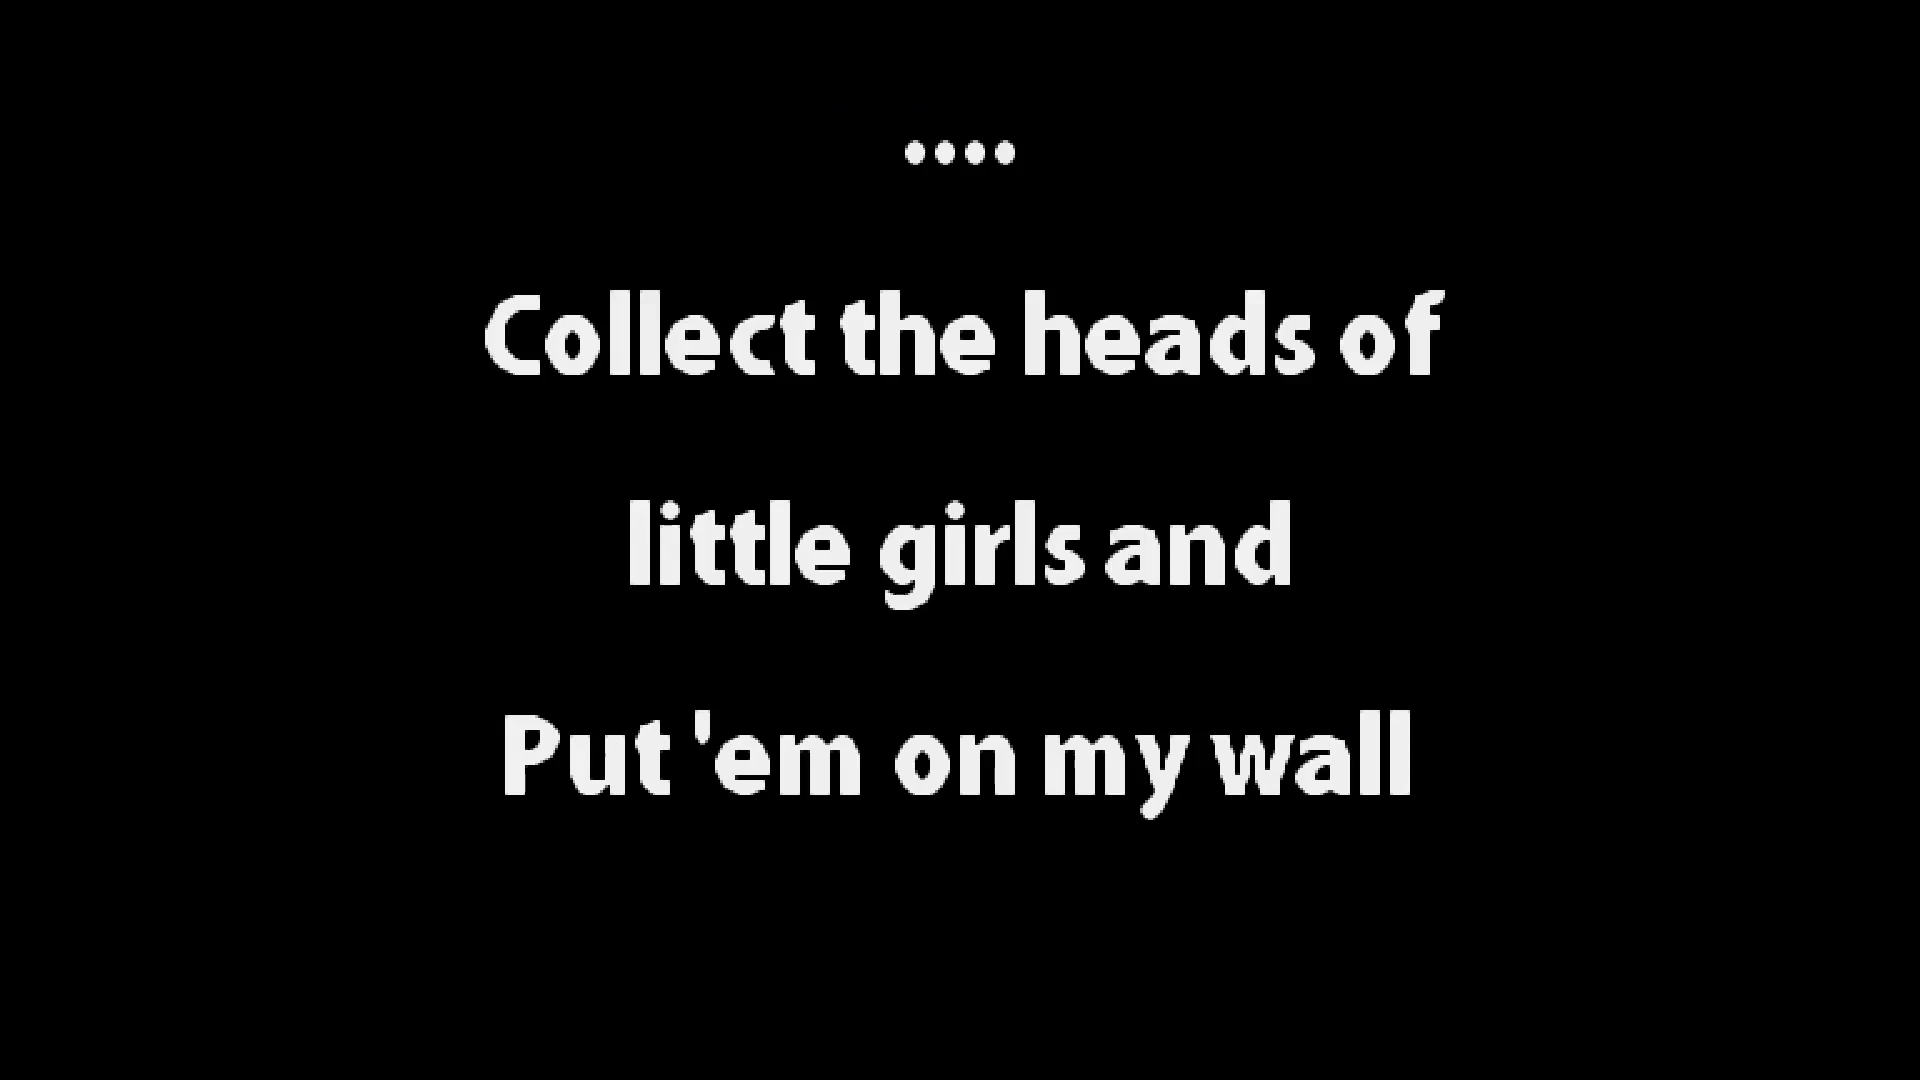 ••••
Collect the heads of
little girls and
Put 'em on my wall